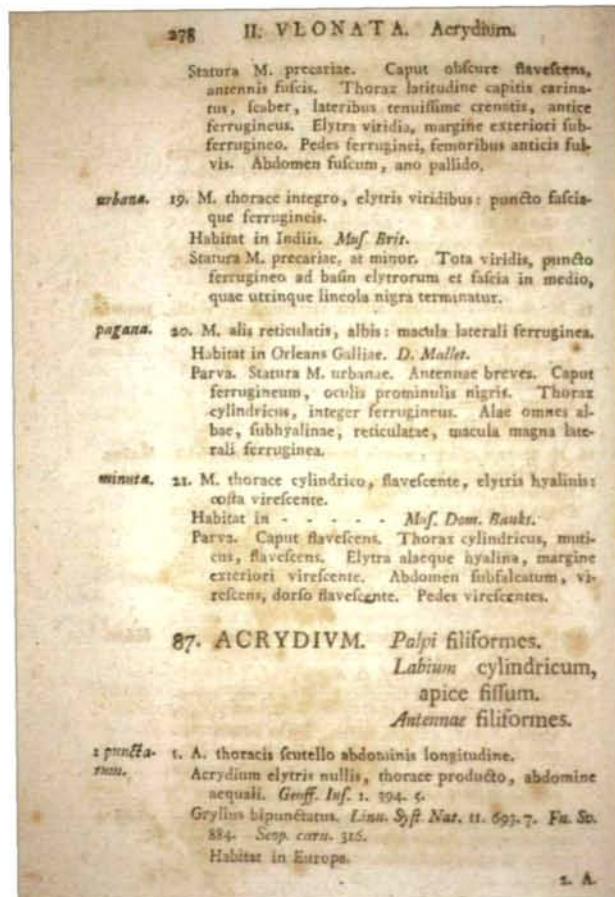 278 II. VLONATA. Acrydium.
Statura M. precariae. Caput obſcure flaveſcens,
antennis fuſcis. Thorax latitudine capitis carina-
tus, ſcaber, lateribus tenuiſſime crenatis, antice
ferrugineus. Elytra viridia, margine exteriori ſub-
ferrugineo. Pedes ferruginei, femoribus anticis ful-
vis. Abdomen fuſcum, ano pallido.
urbana. 19. M. thorace integro, elytris viridibus: puncto faſcia-
que ferrugineis.
Habitat in Indiis. Muſ. Brit.
Statura M. precariae, at minor. Tota viridis, puncto
ferrugineo ad baſin elytrorum et faſcia in medio,
quae utrinque lineola nigra terminatur.
pagana. 20. M. alis reticulatis, albis: macula laterali ferruginea.
Habitat in Orleans Galliae. D. Mallet.
Parva. Statura M. urbanae. Antennae breves. Caput
ferrugineum, oculis prominulis nigris. Thorax
cylindricus, integer ferrugineus. Alae omnes al-
bae, ſubhyalinae, reticulatae, macula magna late-
rali ferruginea.
minuta. 21. M. thorace cylindrico, flaveſcente, elytris hyalinis:
coſta vireſcente.
Habitat in - - - - - Muſ. Dom. Banks.
Parva. Caput flaveſcens. Thorax cylindricus, muti-
cus, flaveſcens. Elytra alaeque hyalina, margine
exteriori vireſcente. Abdomen ſubfalcatum, vi-
reſcens, dorſo flaveſcente. Pedes vireſcentes.
87. ACRYDIVM. Palpi filiformes.
Labium cylindricum,
apice fiſſum.
Antennae filiformes.
2 puncta-
tum. 1. A. thoracis ſcutello abdominis longitudine.
Acrydium elytris nullis, thorace producto, abdomine
aequali. Geoff. Inſ. 1. 394. 5.
Gryllus bipunctatus. Linn. Syſt. Nat. 11. 693. 7. Fn. Sv.
884. Scop. carn. 316.
Habitat in Europa.
2. A.